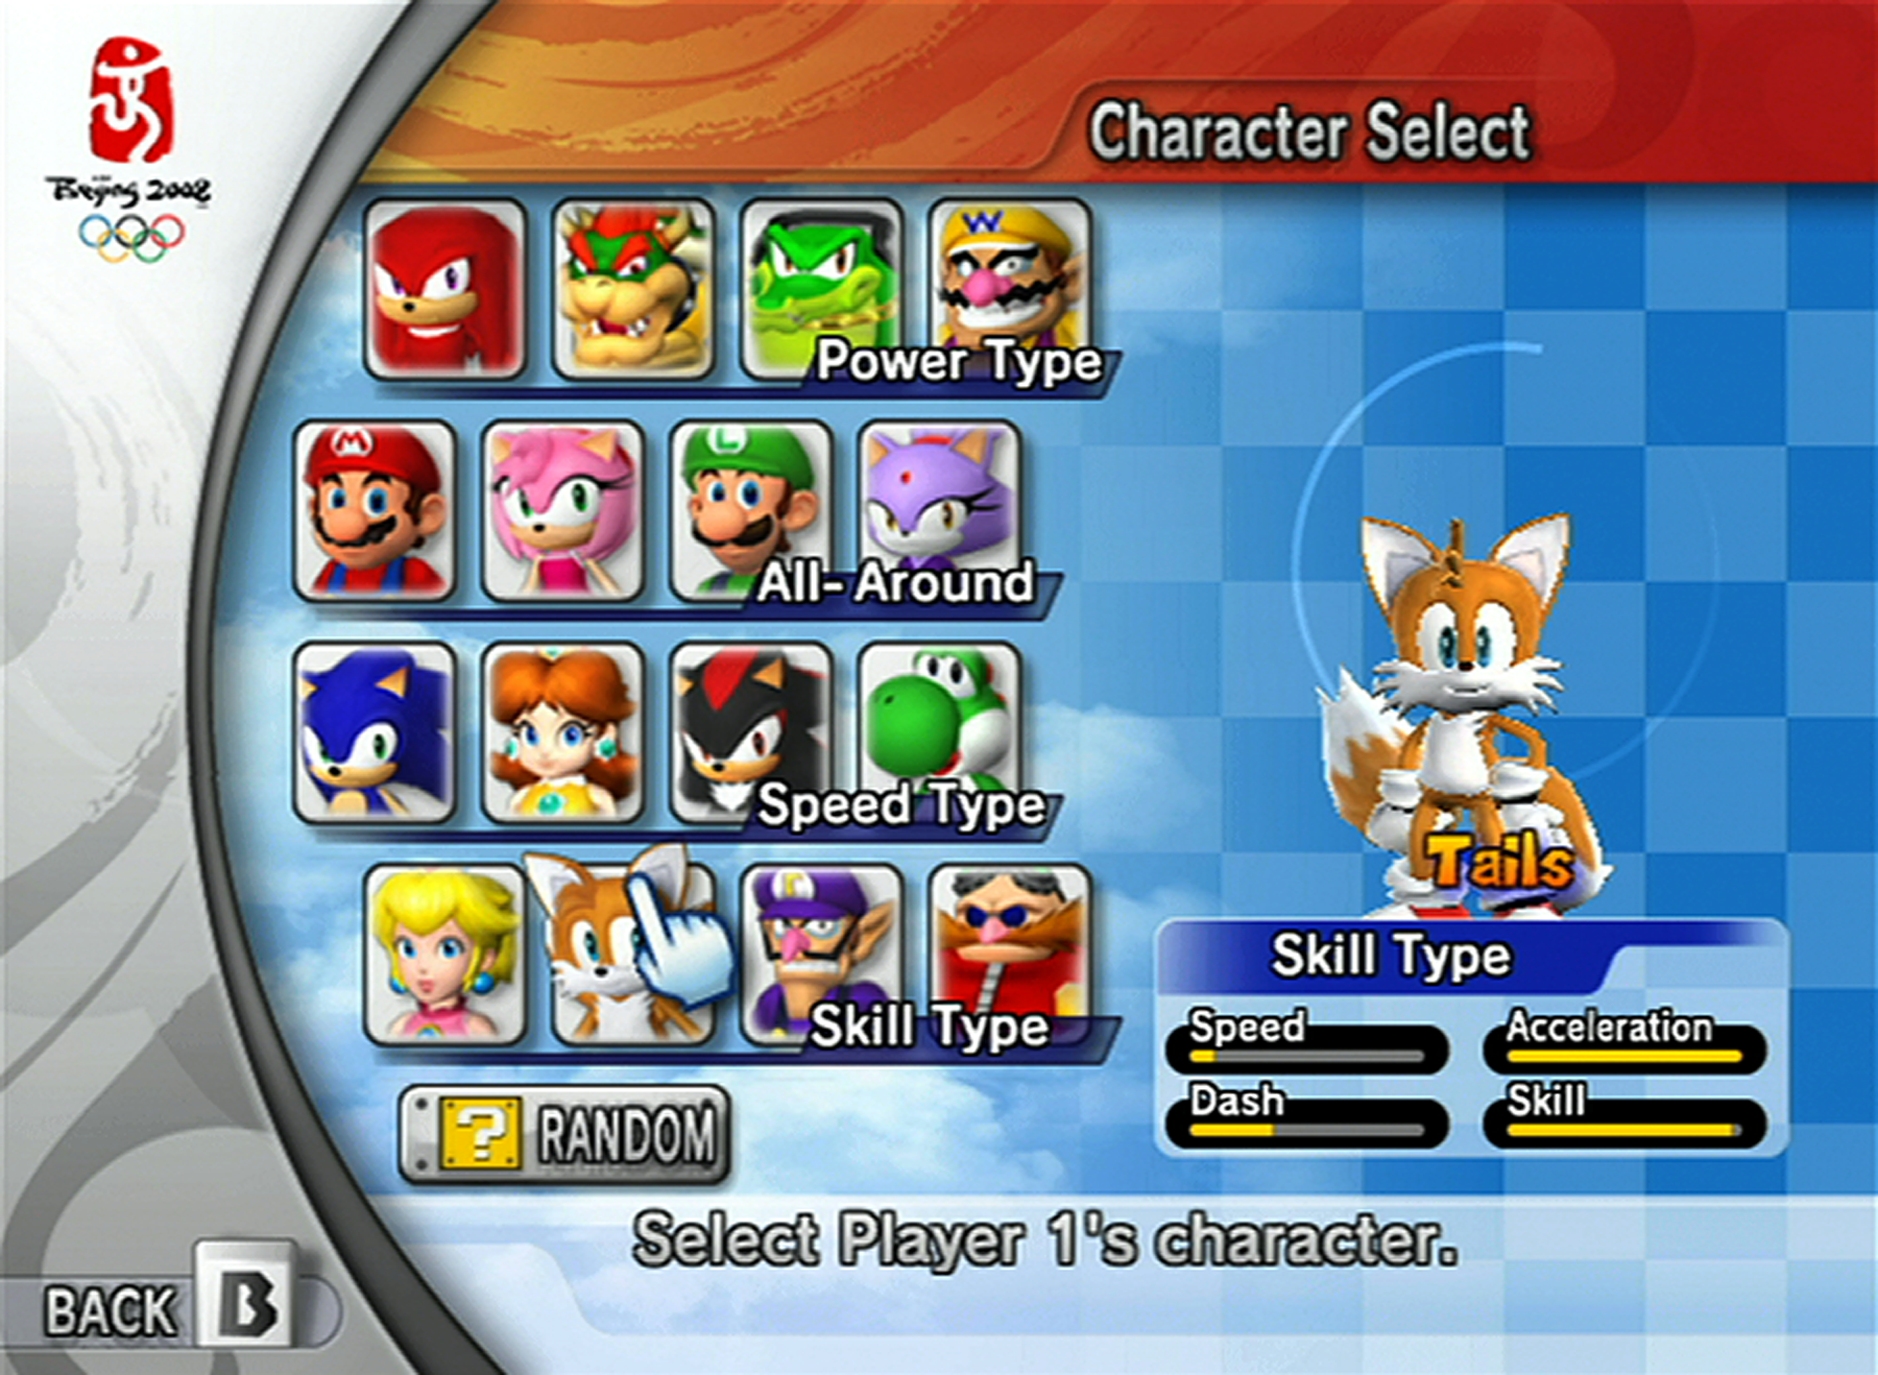 Character Select
Beijing 2008
W
Power Type
M
L
All-Around
Speed Type
Tails
Skill Type
Skill Type
Speed
Acceleration
Dash
Skill
? RANDOM
Select Player 1's character.
BACK B